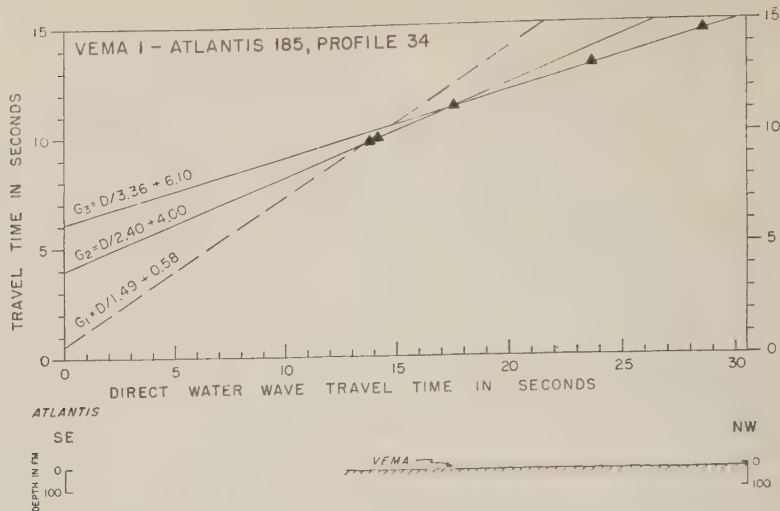 VEMA I - ATLANTIS 185, PROFILE 34
TRAVEL TIME IN SECONDS
15
10
5
0
15
10
5
0
G₃=D/3.36 + 6.10
G₂=D/2.40 + 4.00
G₁=D/1.49 + 0.58
0 5 10 15 20 25 30
DIRECT WATER WAVE TRAVEL TIME IN SECONDS
ATLANTIS
SE
NW
DEPTH IN FM
0
100
VEMA
0
100